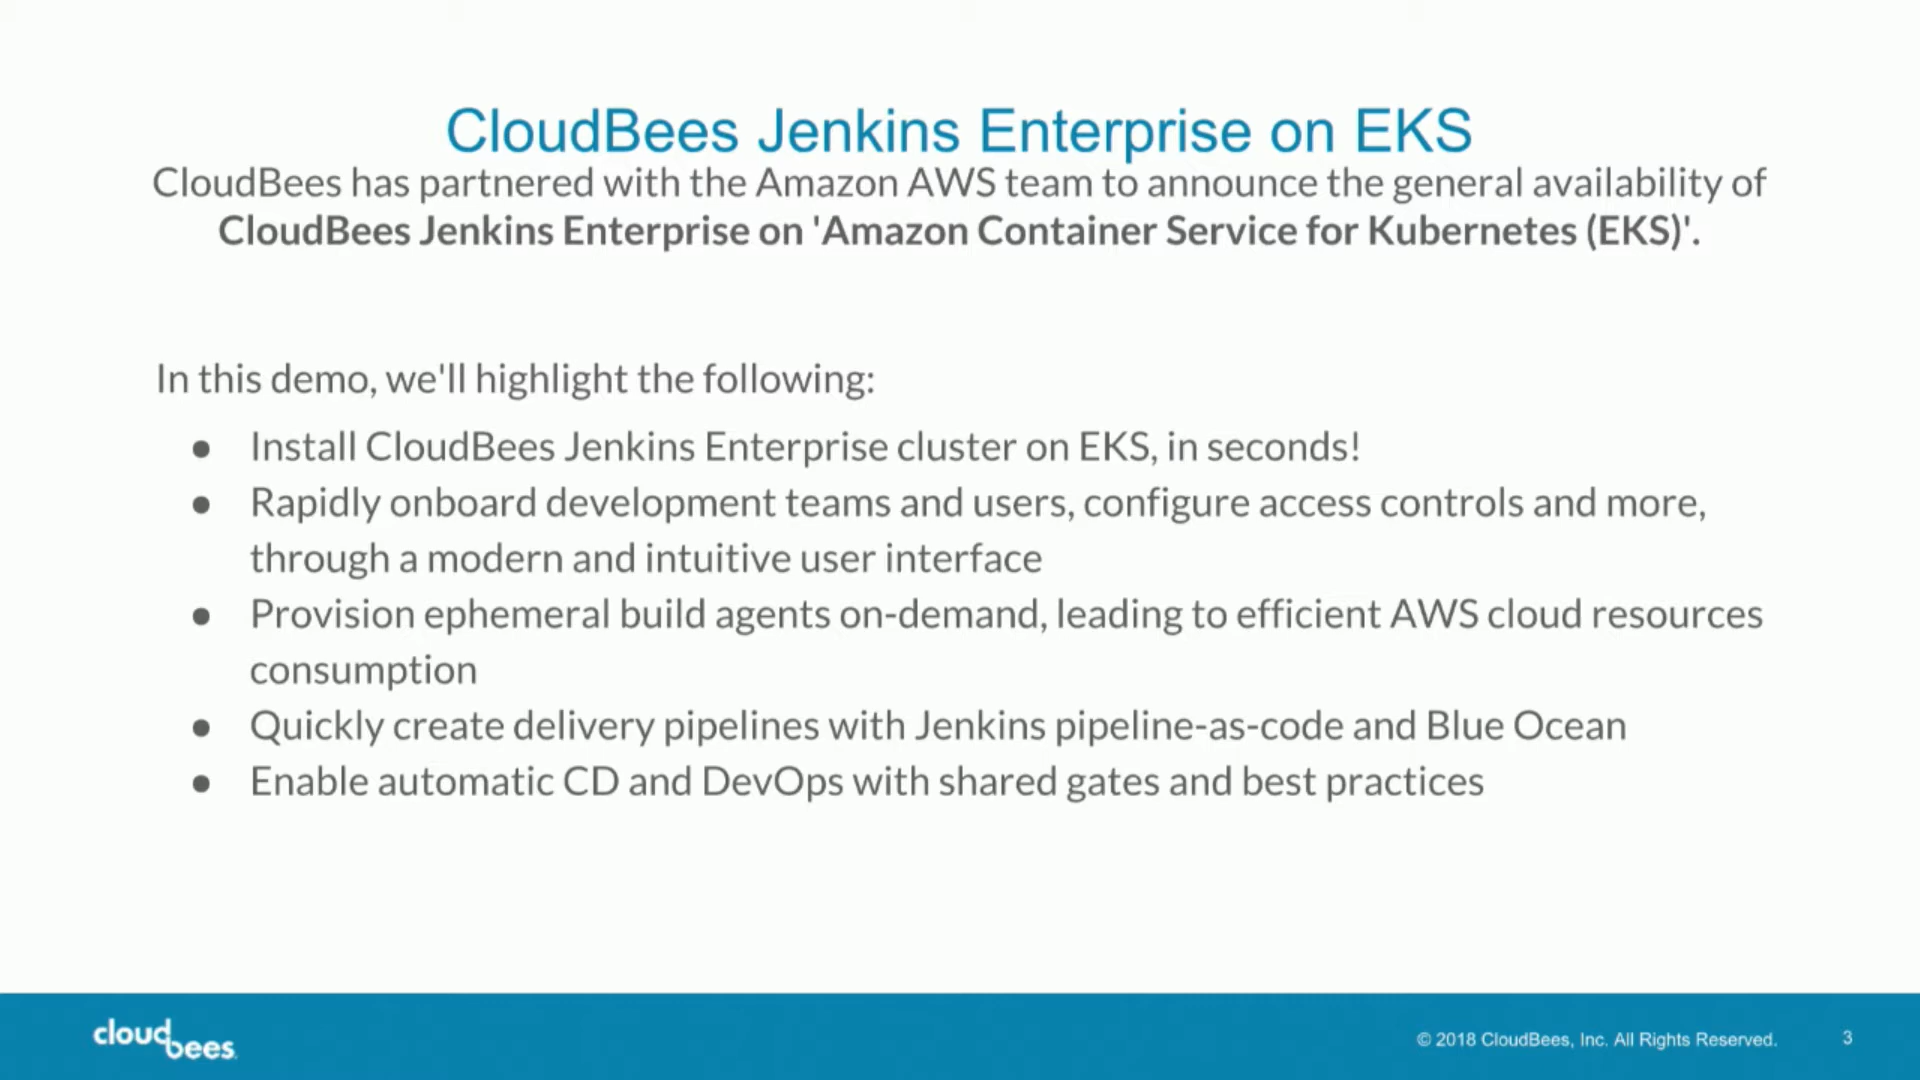 CloudBees Jenkins Enterprise on EKS
CloudBees has partnered with the Amazon AWS team to announce the general availability of
CloudBees Jenkins Enterprise on 'Amazon Container Service for Kubernetes (EKS)'.
In this demo, we'll highlight the following:
● Install CloudBees Jenkins Enterprise cluster on EKS, in seconds!
● Rapidly onboard development teams and users, configure access controls and more,
through a modern and intuitive user interface
● Provision ephemeral build agents on-demand, leading to efficient AWS cloud resources
consumption
● Quickly create delivery pipelines with Jenkins pipeline-as-code and Blue Ocean
● Enable automatic CD and DevOps with shared gates and best practices
cloud
bees
© 2018 CloudBees, Inc. All Rights Reserved.
3